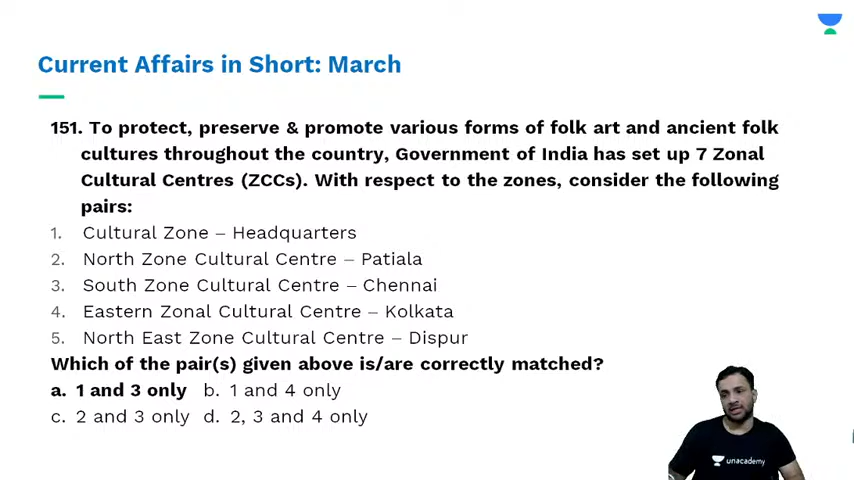 Current Affairs in Short: March
151. To protect, preserve & promote various forms of folk art and ancient folk
cultures throughout the country, Government of India has set up 7 Zonal
Cultural Centres (ZCCs). With respect to the zones, consider the following
pairs:
1. Cultural Zone – Headquarters
2. North Zone Cultural Centre – Patiala
3. South Zone Cultural Centre – Chennai
4. Eastern Zonal Cultural Centre – Kolkata
5. North East Zone Cultural Centre – Dispur
Which of the pair(s) given above is/are correctly matched?
a. 1 and 3 only b. 1 and 4 only
c. 2 and 3 only d. 2, 3 and 4 only
unacademy